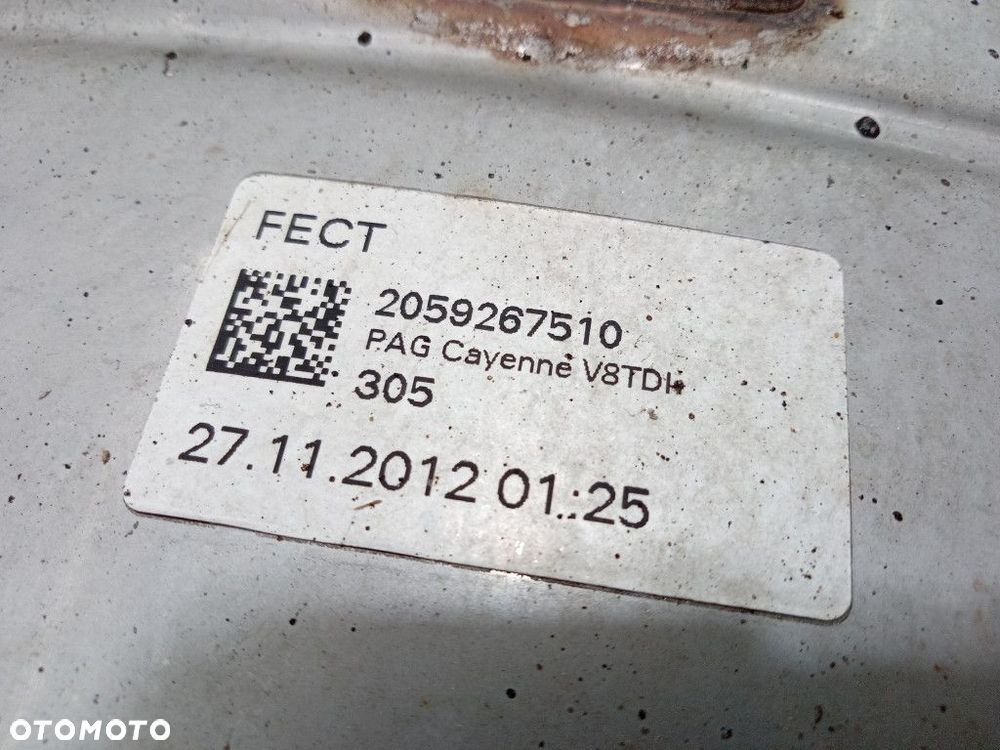 FECT
2059267510
PAG Cayenne V8TDI
305
27.11.2012 01:25
OTOMOTO